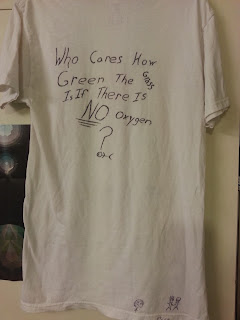 Who Cares How
Green The Grass
Is If There Is
NO Oxygen
?